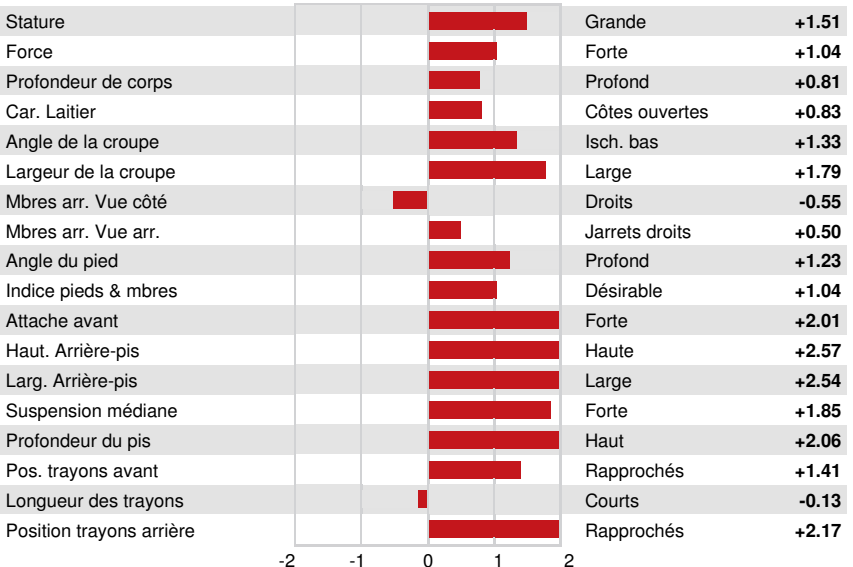 Stature Grande +1.51
Force Forte +1.04
Profondeur de corps Profond +0.81
Car. Laitier Côtes ouvertes +0.83
Angle de la croupe Isch. bas +1.33
Largeur de la croupe Large +1.79
Mbres arr. Vue côté Droits -0.55
Mbres arr. Vue arr. Jarrets droits +0.50
Angle du pied Profond +1.23
Indice pieds & mbres Désirable +1.04
Attache avant Forte +2.01
Haut. Arrière-pis Haute +2.57
Larg. Arrière-pis Large +2.54
Suspension médiane Forte +1.85
Profondeur du pis Haut +2.06
Pos. trayons avant Rapprochés +1.41
Longueur des trayons Courts -0.13
Position trayons arrière Rapprochés +2.17
-2 -1 0 1 2